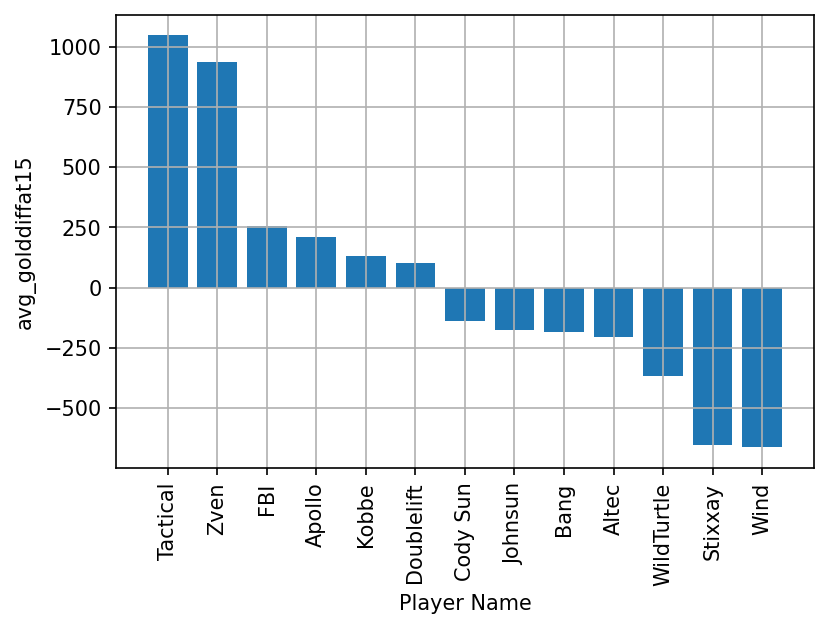 1000
750
500
250
0
−250
−500
avg_golddiffat15
Tactical
Zven
FBI
Apollo
Kobbe
Doublelift
Cody Sun
Johnsun
Bang
Altec
WildTurtle
Stixxay
Wind
Player Name